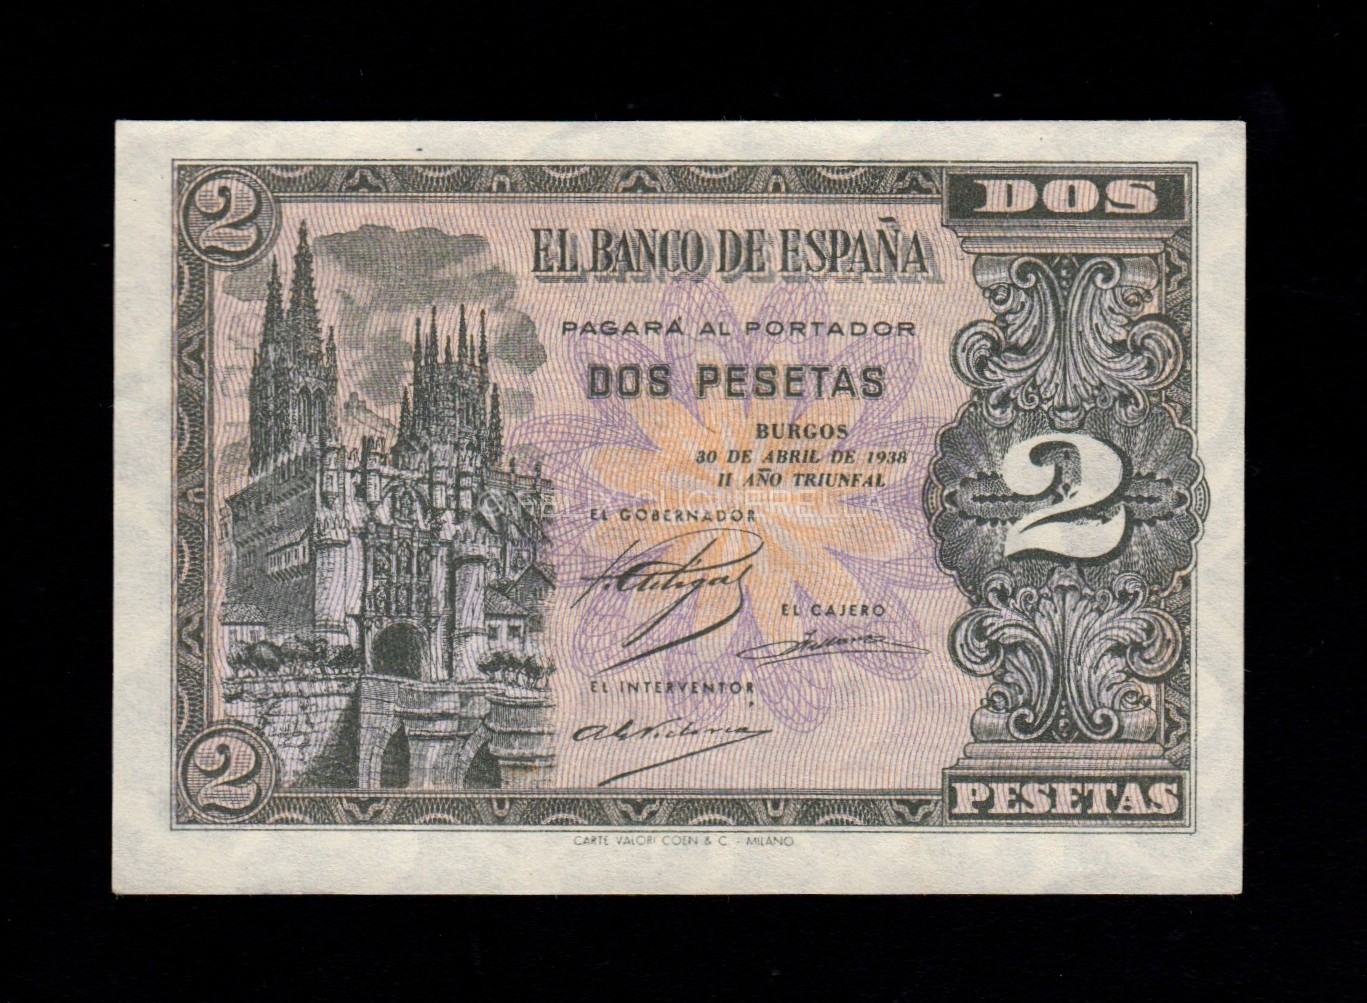 2
DOS
EL BANCO DE ESPAÑA
PAGARÁ AL PORTADOR
DOS PESETAS
BURGOS
30 DE ABRIL DE 1938
II AÑO TRIUNFAL
2
EL GOBERNADOR
EL CAJERO
EL INTERVENTOR
2
PESETAS
CARTE VALORI COEN & C. - MILANO